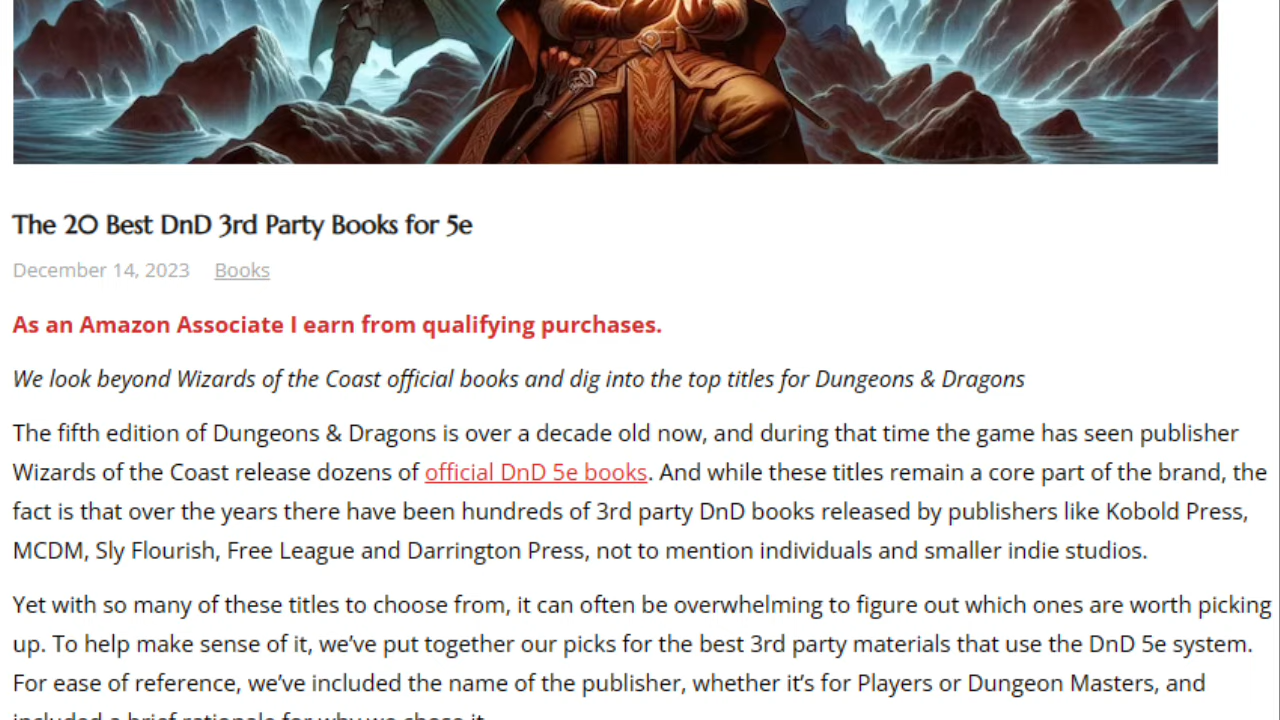 The 20 Best DnD 3rd Party Books for 5e
December 14, 2023 Books
As an Amazon Associate I earn from qualifying purchases.
We look beyond Wizards of the Coast official books and dig into the top titles for Dungeons & Dragons
The fifth edition of Dungeons & Dragons is over a decade old now, and during that time the game has seen publisher
Wizards of the Coast release dozens of official DnD 5e books. And while these titles remain a core part of the brand, the
fact is that over the years there have been hundreds of 3rd party DnD books released by publishers like Kobold Press,
MCDM, Sly Flourish, Free League and Darrington Press, not to mention individuals and smaller indie studios.
Yet with so many of these titles to choose from, it can often be overwhelming to figure out which ones are worth picking
up. To help make sense of it, we’ve put together our picks for the best 3rd party materials that use the DnD 5e system.
For ease of reference, we’ve included the name of the publisher, whether it’s for Players or Dungeon Masters, and
included a brief rationale for why we chose it.